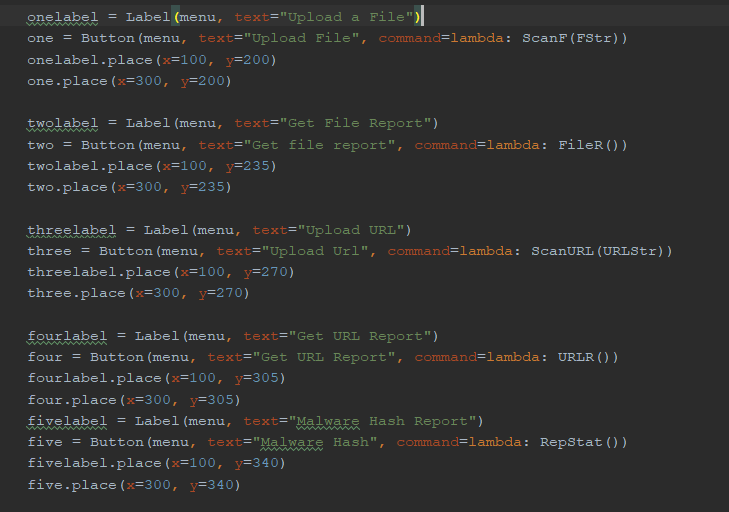 onelabel = Label(menu, text="Upload a File")
one = Button(menu, text="Upload File", command=lambda: ScanF(FStr))
onelabel.place(x=100, y=200)
one.place(x=300, y=200)
twolabel = Label(menu, text="Get File Report")
two = Button(menu, text="Get file report", command=lambda: FileR())
twolabel.place(x=100, y=235)
two.place(x=300, y=235)
threelabel = Label(menu, text="Upload URL")
three = Button(menu, text="Upload Url", command=lambda: ScanURL(URLStr))
threelabel.place(x=100, y=270)
three.place(x=300, y=270)
fourlabel = Label(menu, text="Get URL Report")
four = Button(menu, text="Get URL Report", command=lambda: URLR())
fourlabel.place(x=100, y=305)
four.place(x=300, y=305)
fivelabel = Label(menu, text="Malware Hash Report")
five = Button(menu, text="Malware Hash", command=lambda: RepStat())
fivelabel.place(x=100, y=340)
five.place(x=300, y=340)